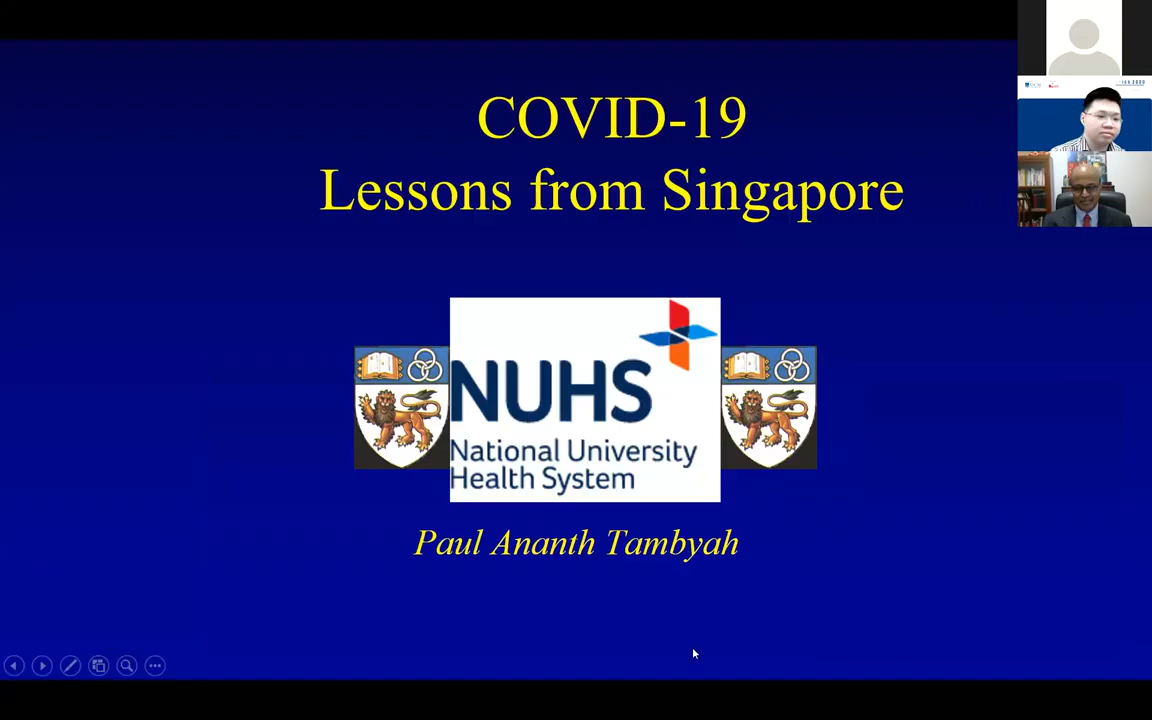 COVID-19
Lessons from Singapore
NUHS
National University
Health System
Paul Ananth Tambyah